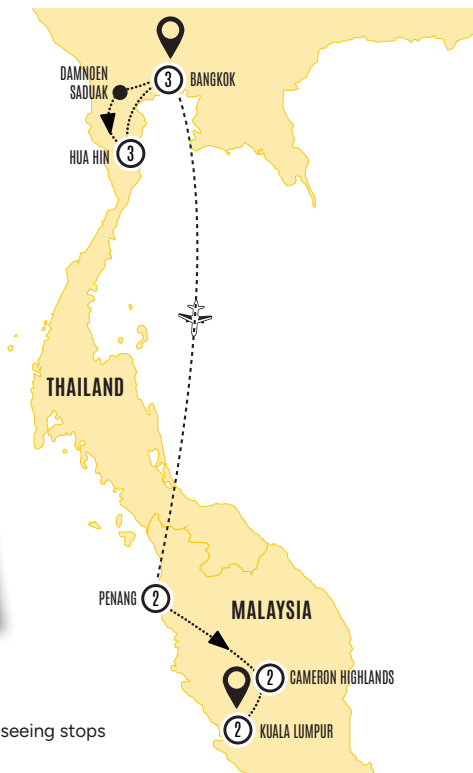 DAMNOEN
SADUAK
3
BANGKOK
HUA HIN
3
THAILAND
PENANG
2
MALAYSIA
2
CAMERON HIGHLANDS
2
KUALA LUMPUR
seeing stops